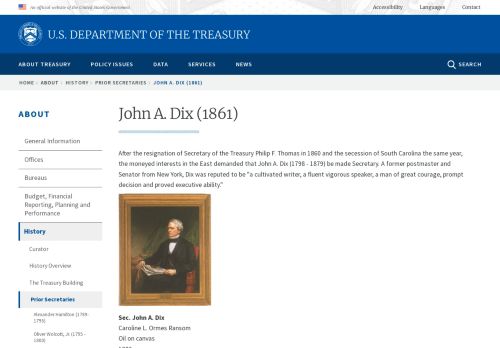 An official website of the United States Government
Accessibility
Languages
Contact
U.S. DEPARTMENT OF THE TREASURY
ABOUT TREASURY
POLICY ISSUES
DATA
SERVICES
NEWS
SEARCH
HOME › ABOUT › HISTORY › PRIOR SECRETARIES › JOHN A. DIX (1861)
ABOUT
General Information
Offices
Bureaus
Budget, Financial
Reporting, Planning and
Performance
History
Curator
History Overview
The Treasury Building
Prior Secretaries
Alexander Hamilton (1789-
1795)
Oliver Wolcott, Jr. (1795 -
1800)
John A. Dix (1861)
After the resignation of Secretary of the Treasury Philip F. Thomas in 1860 and the secession of South Carolina the same year,
the moneyed interests in the East demanded that John A. Dix (1798 - 1879) be made Secretary. A former postmaster and
Senator from New York, Dix was reputed to be "a cultivated writer, a fluent vigorous speaker, a man of great courage, prompt
decision and proved executive ability."
Sec. John A. Dix
Caroline L. Ormes Ransom
Oil on canvas